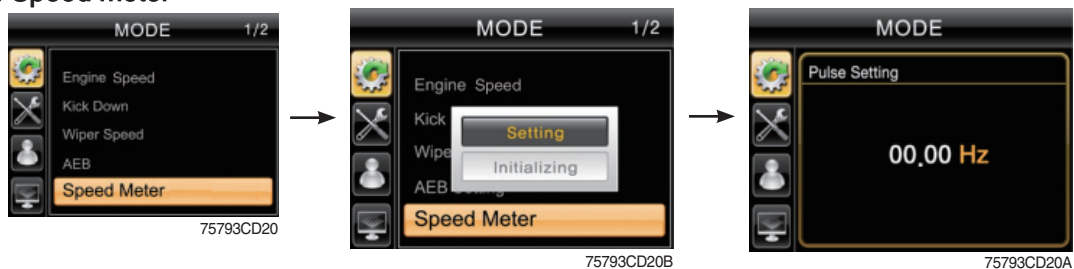 Speed Meter
MODE 1/2
Engine Speed
Kick Down
Wiper Speed
AEB
Speed Meter
75793CD20
MODE 1/2
Engine Speed
Kick
Setting
Wipe
Initializing
AEB
Speed Meter
75793CD20B
MODE
Pulse Setting
00.00 Hz
75793CD20A